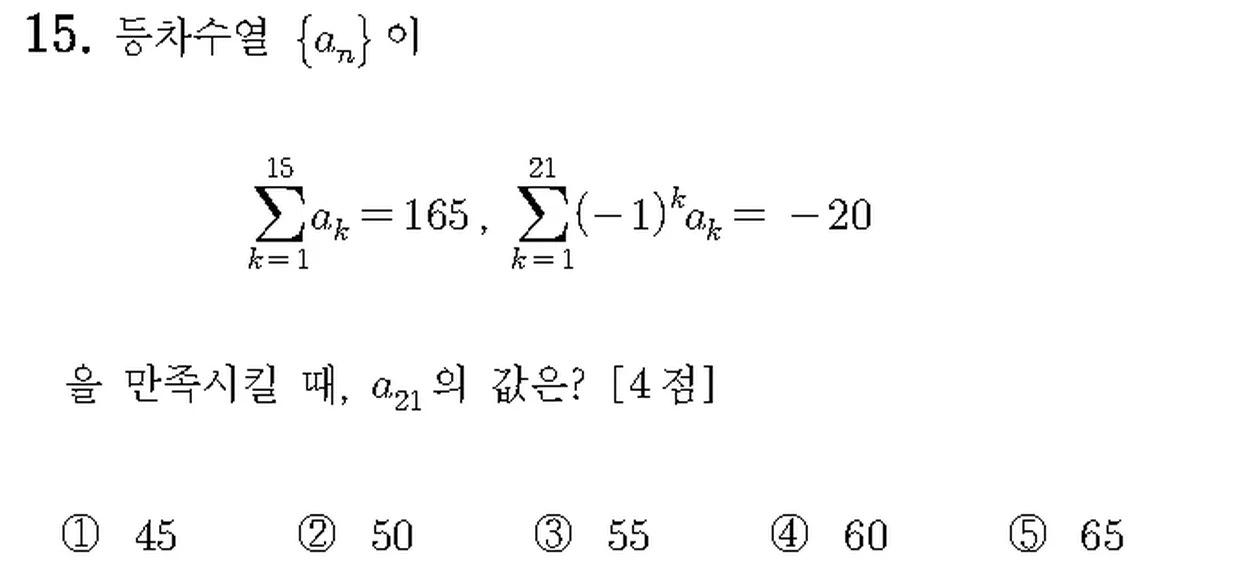 15. 등차수열 {aₙ}이
$\sum_{k=1}^{15} a_k = 165, \sum_{k=1}^{21} (-1)^k a_k = -20$
을 만족시킬 때, a₂₁의 값은? [4점]
① 45 ② 50 ③ 55 ④ 60 ⑤ 65